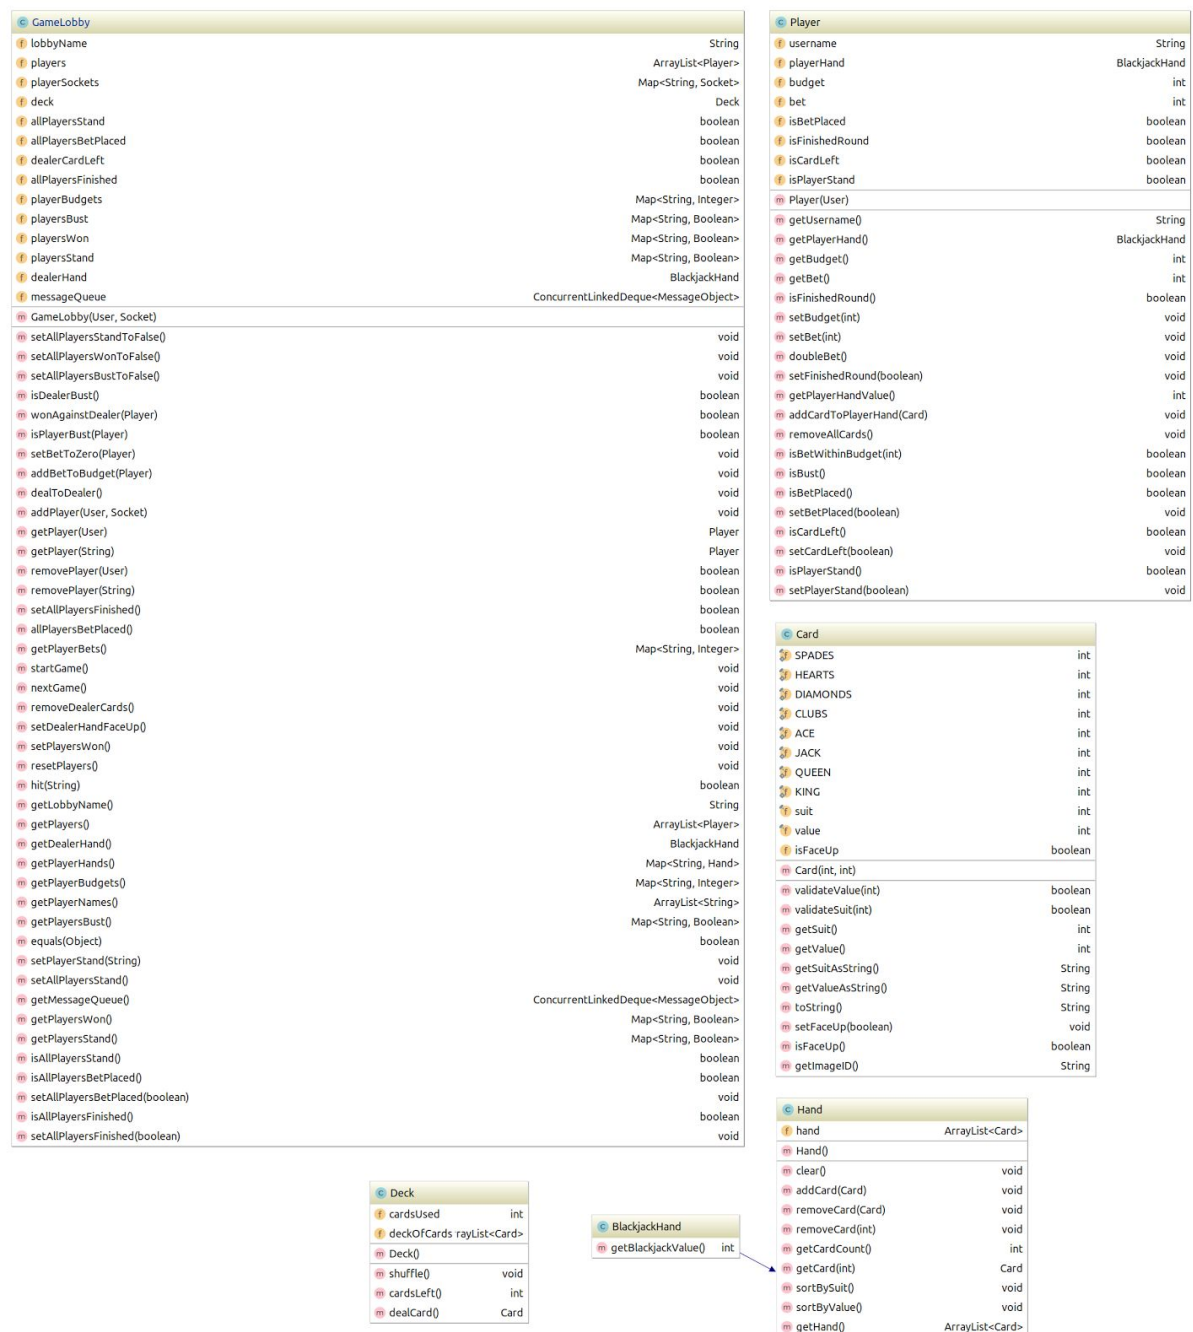 GameLobby
lobbyName String
players ArrayList<Player>
playerSockets Map<String, Socket>
deck Deck
allPlayersStand boolean
allPlayersBetPlaced boolean
dealerCardLeft boolean
allPlayersFinished boolean
playerBudgets Map<String, Integer>
playersBust Map<String, Boolean>
playersWon Map<String, Boolean>
playersStand Map<String, Boolean>
dealerHand BlackjackHand
messageQueue ConcurrentLinkedDeque<MessageObject>
GameLobby(User, Socket)
setAllPlayersStandToFalse() void
setAllPlayersWonToFalse() void
setAllPlayersBustToFalse() void
isDealerBust() boolean
wonAgainstDealer(Player) boolean
isPlayerBust(Player) boolean
setBetToZero(Player) void
addBetToBudget(Player) void
dealToDealer() void
addPlayer(User, Socket) void
getPlayer(User) Player
getPlayer(String) Player
removePlayer(User) boolean
removePlayer(String) boolean
setAllPlayersFinished() boolean
allPlayersBetPlaced() boolean
getPlayerBets() Map<String, Integer>
startGame() void
nextGame() void
removeDealerCards() void
setDealerHandFaceUp() void
setPlayersWon() void
resetPlayers() void
hit(String) boolean
getLobbyName() String
getPlayers() ArrayList<Player>
getDealerHand() BlackjackHand
getPlayerHands() Map<String, Hand>
getPlayerBudgets() Map<String, Integer>
getPlayerNames() ArrayList<String>
getPlayersBust() Map<String, Boolean>
equals(Object) boolean
setPlayerStand(String) void
setAllPlayersStand() void
getMessageQueue() ConcurrentLinkedDeque<MessageObject>
getPlayersWon() Map<String, Boolean>
getPlayersStand() Map<String, Boolean>
isAllPlayersStand() boolean
isAllPlayersBetPlaced() boolean
setAllPlayersBetPlaced(boolean) void
isAllPlayersFinished() boolean
setAllPlayersFinished(boolean) void
Player
username String
playerHand BlackjackHand
budget int
bet int
isBetPlaced boolean
isFinishedRound boolean
isCardLeft boolean
isPlayerStand boolean
Player(User)
getUsername() String
getPlayerHand() BlackjackHand
getBudget() int
getBet() int
isFinishedRound() boolean
setBudget(int) void
setBet(int) void
doubleBet() void
setFinishedRound(boolean) void
getPlayerHandValue() int
addCardToPlayerHand(Card) void
removeAllCards() void
isBetWithinBudget(int) boolean
isBust() boolean
isBetPlaced() boolean
setBetPlaced(boolean) void
isCardLeft() boolean
setCardLeft(boolean) void
isPlayerStand() boolean
setPlayerStand(boolean) void
Card
SPADES int
HEARTS int
DIAMONDS int
CLUBS int
ACE int
JACK int
QUEEN int
KING int
suit int
value int
isFaceUp boolean
Card(int, int)
validateValue(int) boolean
validateSuit(int) boolean
getSuit() int
getValue() int
getSuitAsString() String
getValueAsString() String
toString() String
setFaceUp(boolean) void
isFaceUp() boolean
getImageID() String
Deck
cardsUsed int
deckOfCards rayList<Card>
Deck()
shuffle() void
cardsLeft() int
dealCard() Card
BlackjackHand
getBlackjackValue() int
Hand
hand ArrayList<Card>
Hand()
clear() void
addCard(Card) void
removeCard(Card) void
removeCard(int) void
getCardCount() int
getCard(int) Card
sortBySuit() void
sortByValue() void
getHand() ArrayList<Card>